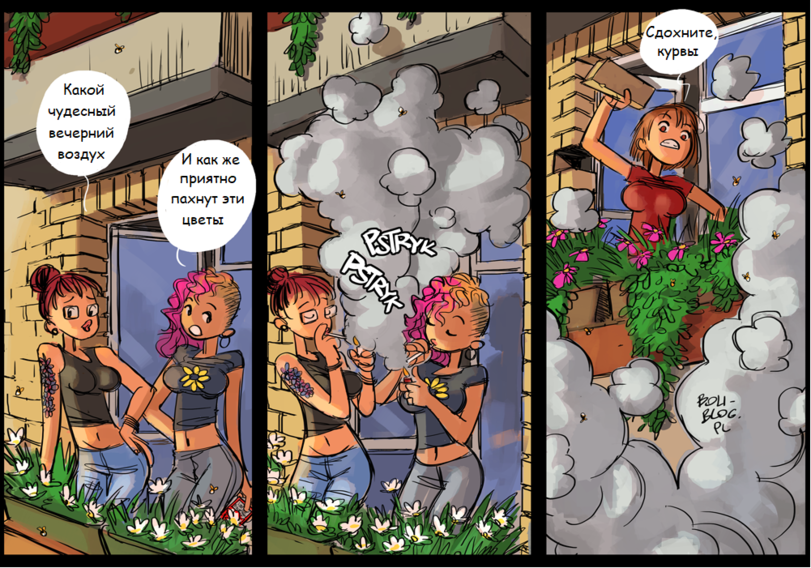 Какой
чудесный
вечерний
воздух
И как же
приятно
пахнут эти
цветы
PSTRYK
PSTRYK
Сдохните,
курвы
BOLI-
BLOG.
PL